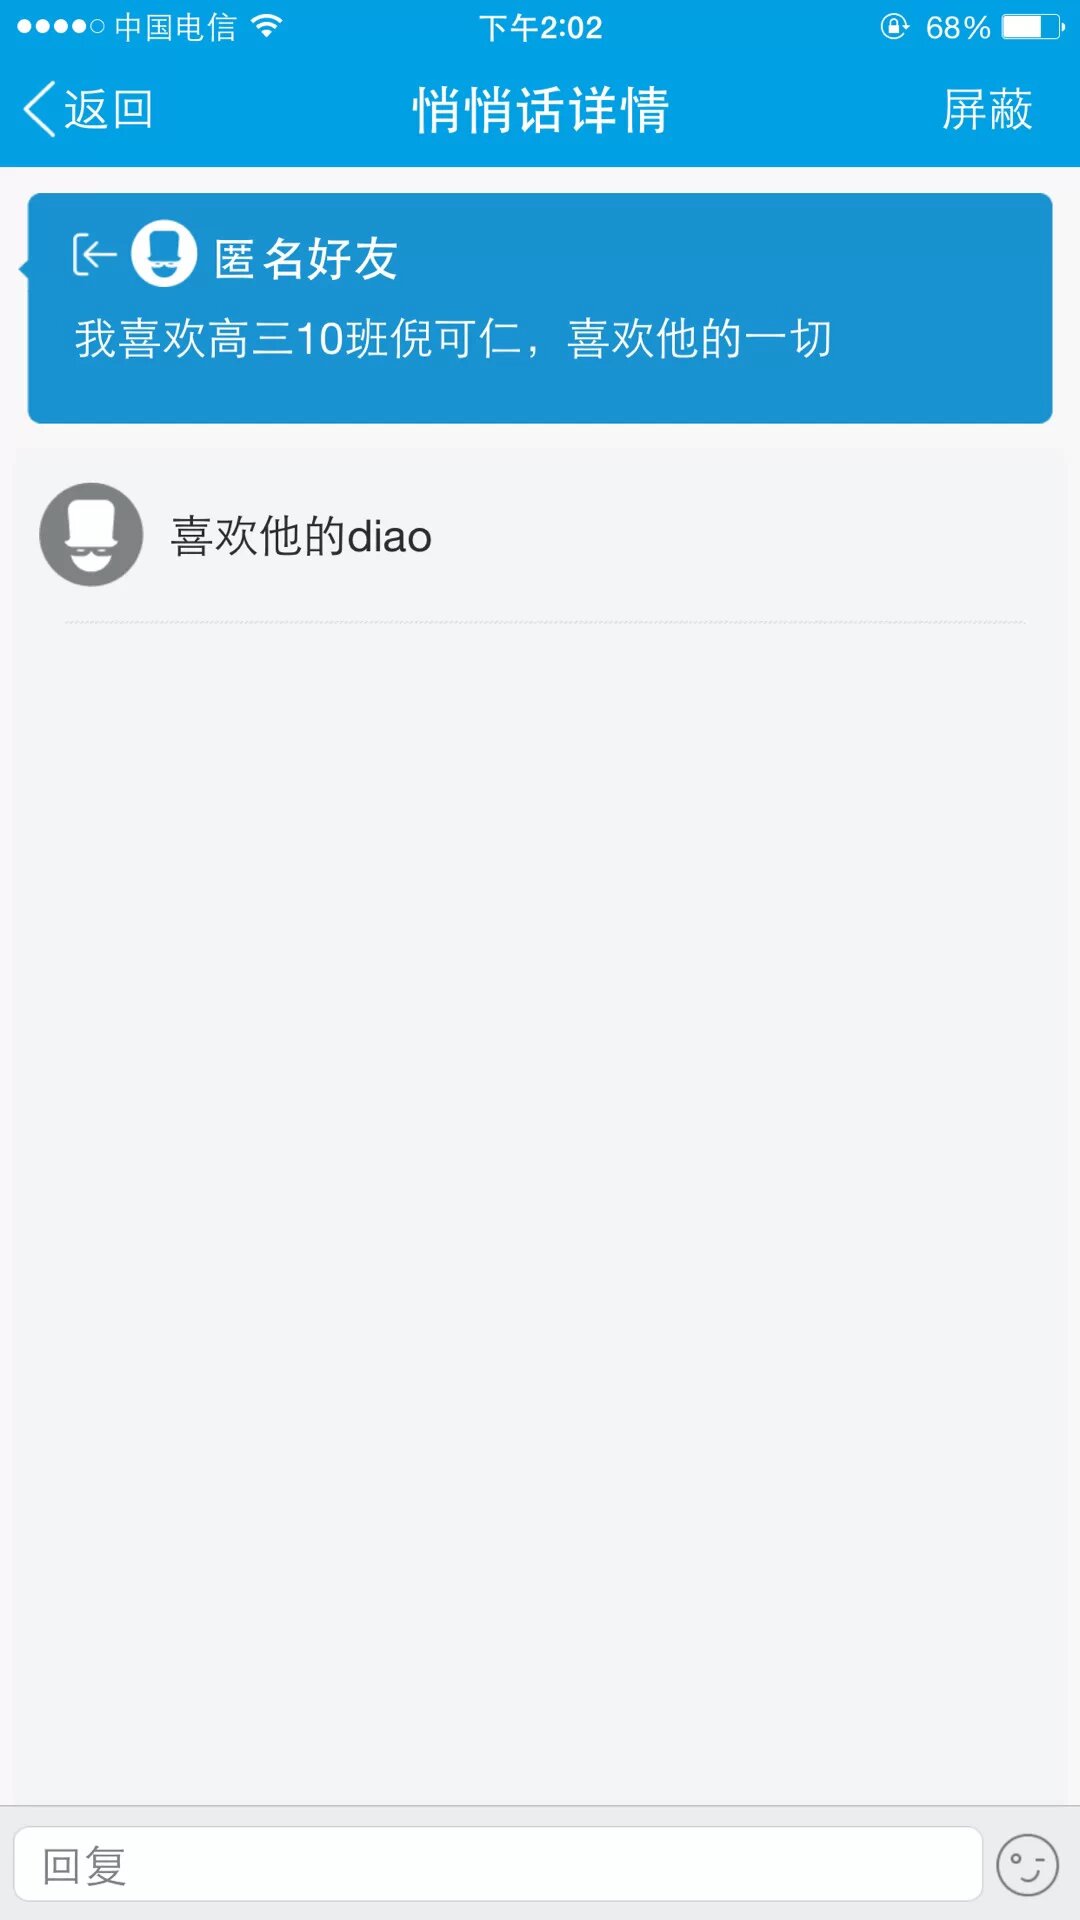 中国电信 下午2:02 68%
返回 悄悄话详情 屏蔽
匿名好友
我喜欢高三10班倪可仁，喜欢他的一切
喜欢他的diao
回复